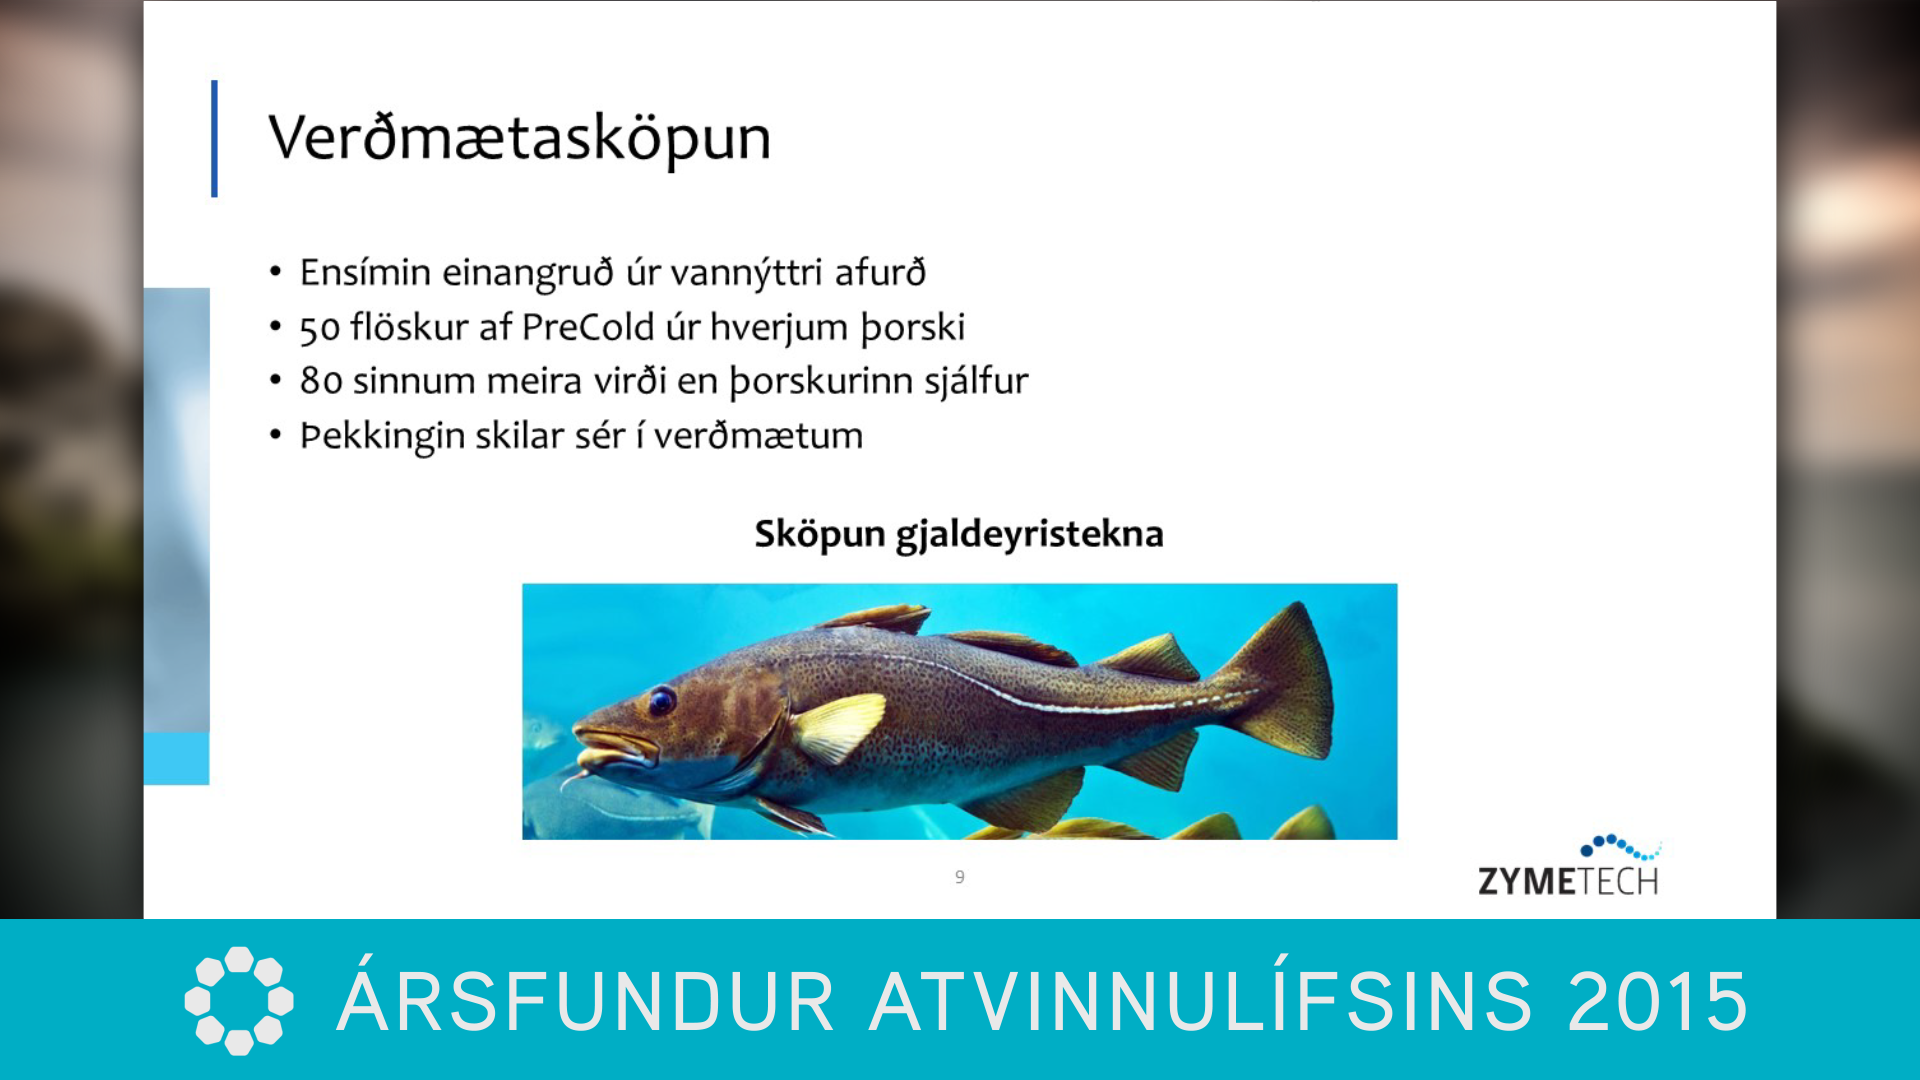 Verðmætasköpun
• Ensímin einangruð úr vannýttri afurð
• 50 flöskur af PreCold úr hverjum þorski
• 80 sinnum meira virði en þorskurinn sjálfur
• Þekkingin skilar sér í verðmætum
Sköpun gjaldeyristekna
9
ZYMETECH
ÁRSFUNDUR ATVINNULÍFSINS 2015